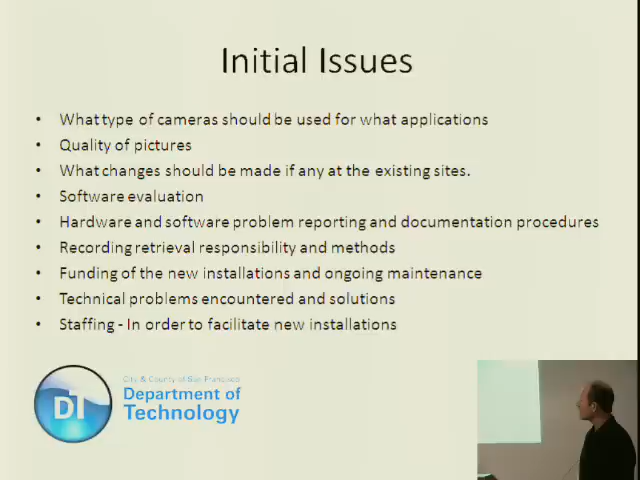 Initial Issues
• What type of cameras should be used for what applications
• Quality of pictures
• What changes should be made if any at the existing sites.
• Software evaluation
• Hardware and software problem reporting and documentation procedures
• Recording retrieval responsibility and methods
• Funding of the new installations and ongoing maintenance
• Technical problems encountered and solutions
• Staffing - In order to facilitate new installations
DT
City & County of San Francisco
Department of
Technology